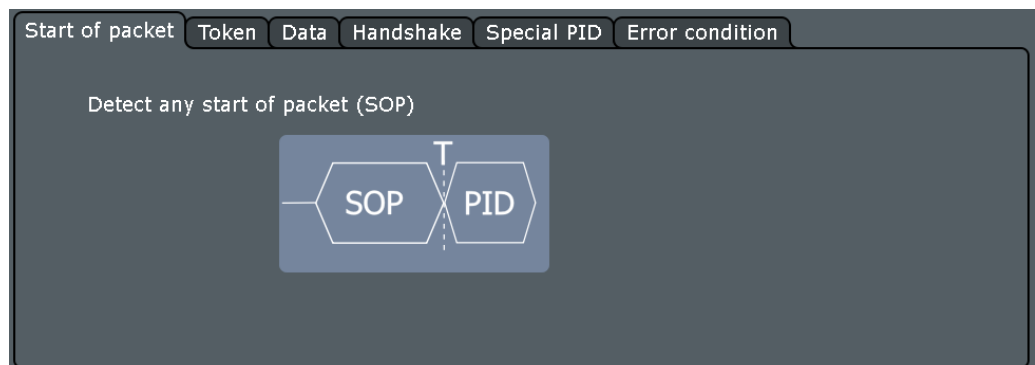 Start of packet Token Data Handshake Special PID Error condition
Detect any start of packet (SOP)
T
SOP PID